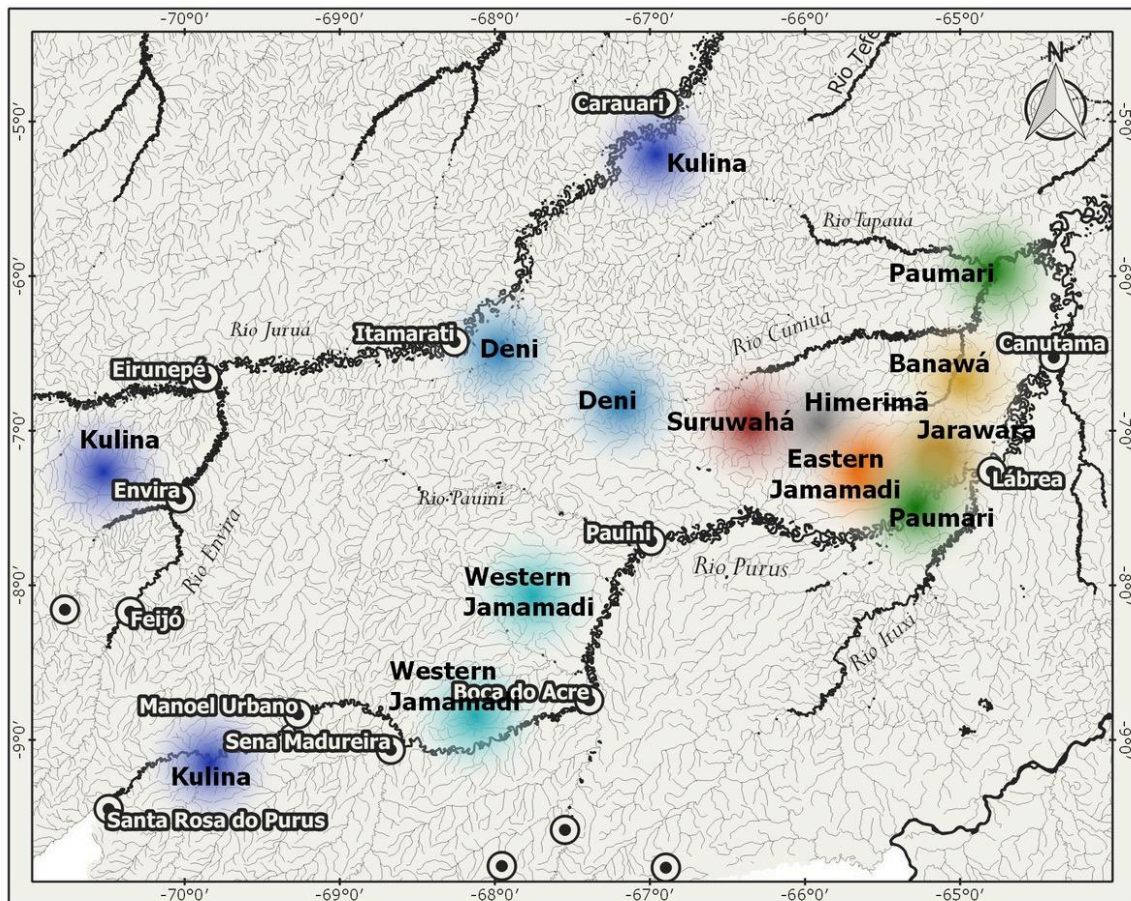 -70°0'
-69°0'
-68°0'
-67°0'
-66°0'
-65°0'
Rio Tefé
N
Carauari
-5°0'
-5°0'
Kulina
Rio Tapaua
Paumari
-6°0'
-6°0'
Rio Jurua
Itamarati
Deni
Rio Cuniua
Canutama
Eirunepé
Banawá
Deni
Himerimã
Suruwahá
Jarawara
-7°0'
-7°0'
Kulina
Eastern
Jamamadi
Lábrea
Envira
Rio Pauini
Paumari
Pauini
Rio Purus
Rio Envira
Western
Jamamadi
-8°0'
-8°0'
Feijó
Rio Ituxi
Western
Jamamadi
Boca do Acre
Manoel Urbano
Sena Madureira
-9°0'
-9°0'
Kulina
Santa Rosa do Purus
-70°0'
-69°0'
-68°0'
-67°0'
-66°0'
-65°0'